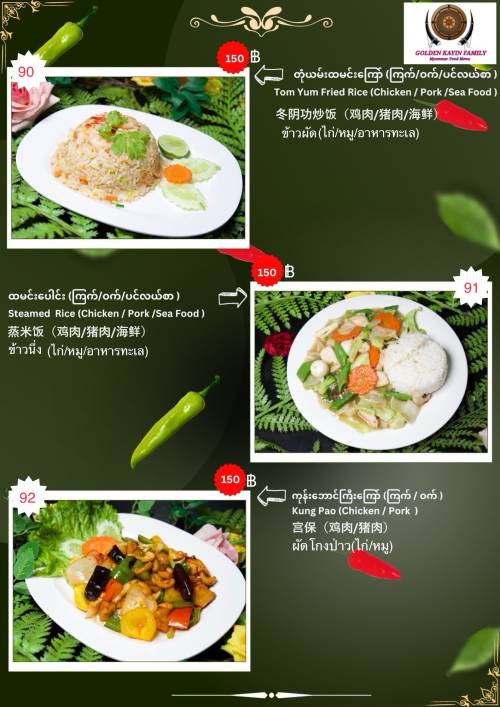 GOLDEN KAYIN FAMILY
Myanmar Food Menu
90
150 ฿
တုံယမ်းထမင်းကြော် (ကြက်/ဝက်/ပင်လယ်စာ )
Tom Yum Fried Rice (Chicken / Pork /Sea Food )
冬阴功炒饭（鸡肉/猪肉/海鲜）
ข้าวผัด(ไก่/หมู/อาหารทะเล)
150 ฿
91
ထမင်းပေါင်း (ကြက်/ဝက်/ပင်လယ်စာ )
Steamed Rice (Chicken / Pork /Sea Food )
蒸米饭（鸡肉/猪肉/海鲜）
ข้าวนึ่ง (ไก่/หมู/อาหารทะเล)
150 ฿
92
ကုန်းဘောင်ကြီးကြော် (ကြက် / ဝက် )
Kung Pao (Chicken / Pork )
宫保（鸡肉/猪肉）
ผัดโกงปาว(ไก่/หมู)